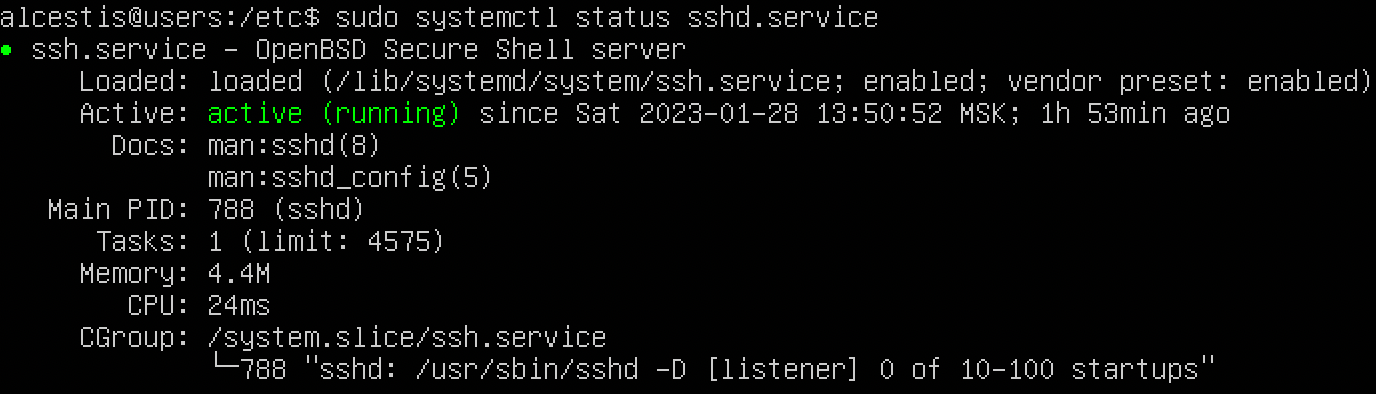 alcestis@users:/etc$ sudo systemctl status sshd.service
● ssh.service - OpenBSD Secure Shell server
Loaded: loaded (/lib/systemd/system/ssh.service; enabled; vendor preset: enabled)
Active: active (running) since Sat 2023-01-28 13:50:52 MSK; 1h 53min ago
Docs: man:sshd(8)
man:sshd_config(5)
Main PID: 788 (sshd)
Tasks: 1 (limit: 4575)
Memory: 4.4M
CPU: 24ms
CGroup: /system.slice/ssh.service
└─788 "sshd: /usr/sbin/sshd -D [listener] 0 of 10-100 startups"